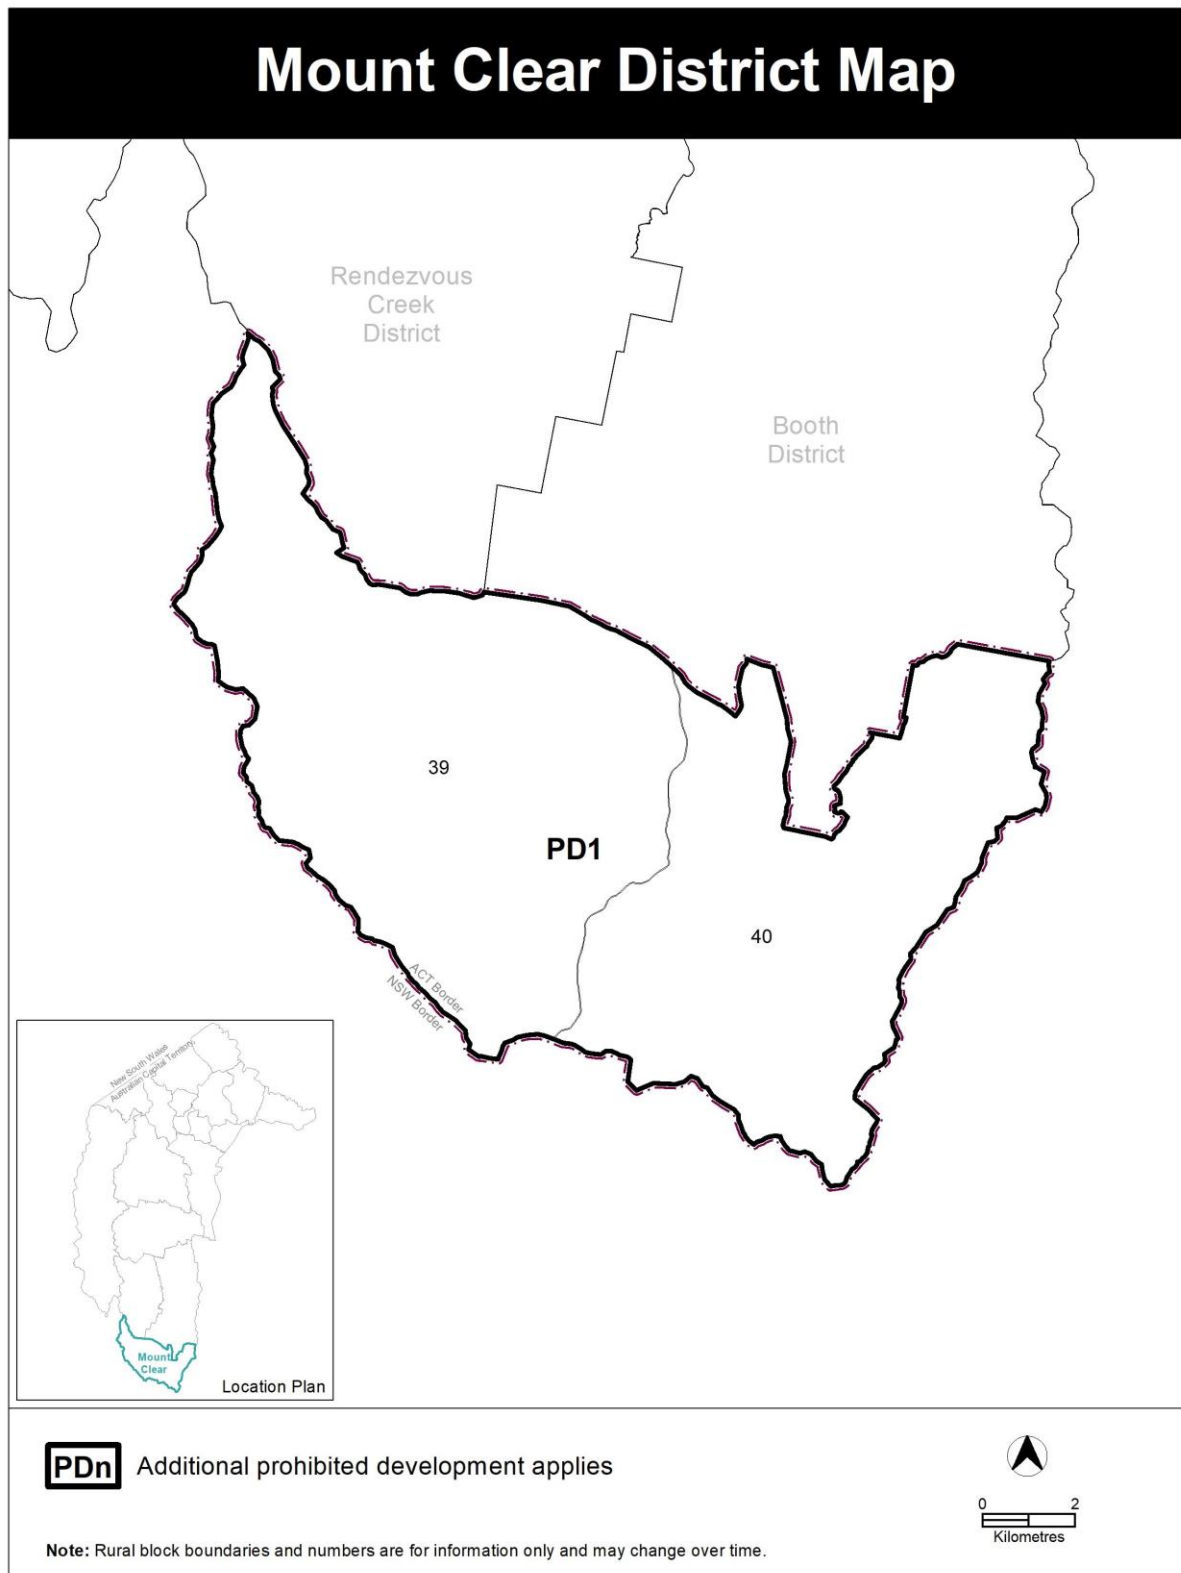 Mount Clear District Map
Rendezvous
Creek
District
Booth
District
39
PD1
40
ACT Border
NSW Border
New South Wales
Australian Capital Territory
Mount
Clear
Location Plan
PDn Additional prohibited development applies
0 2
Kilometres
Note: Rural block boundaries and numbers are for information only and may change over time.